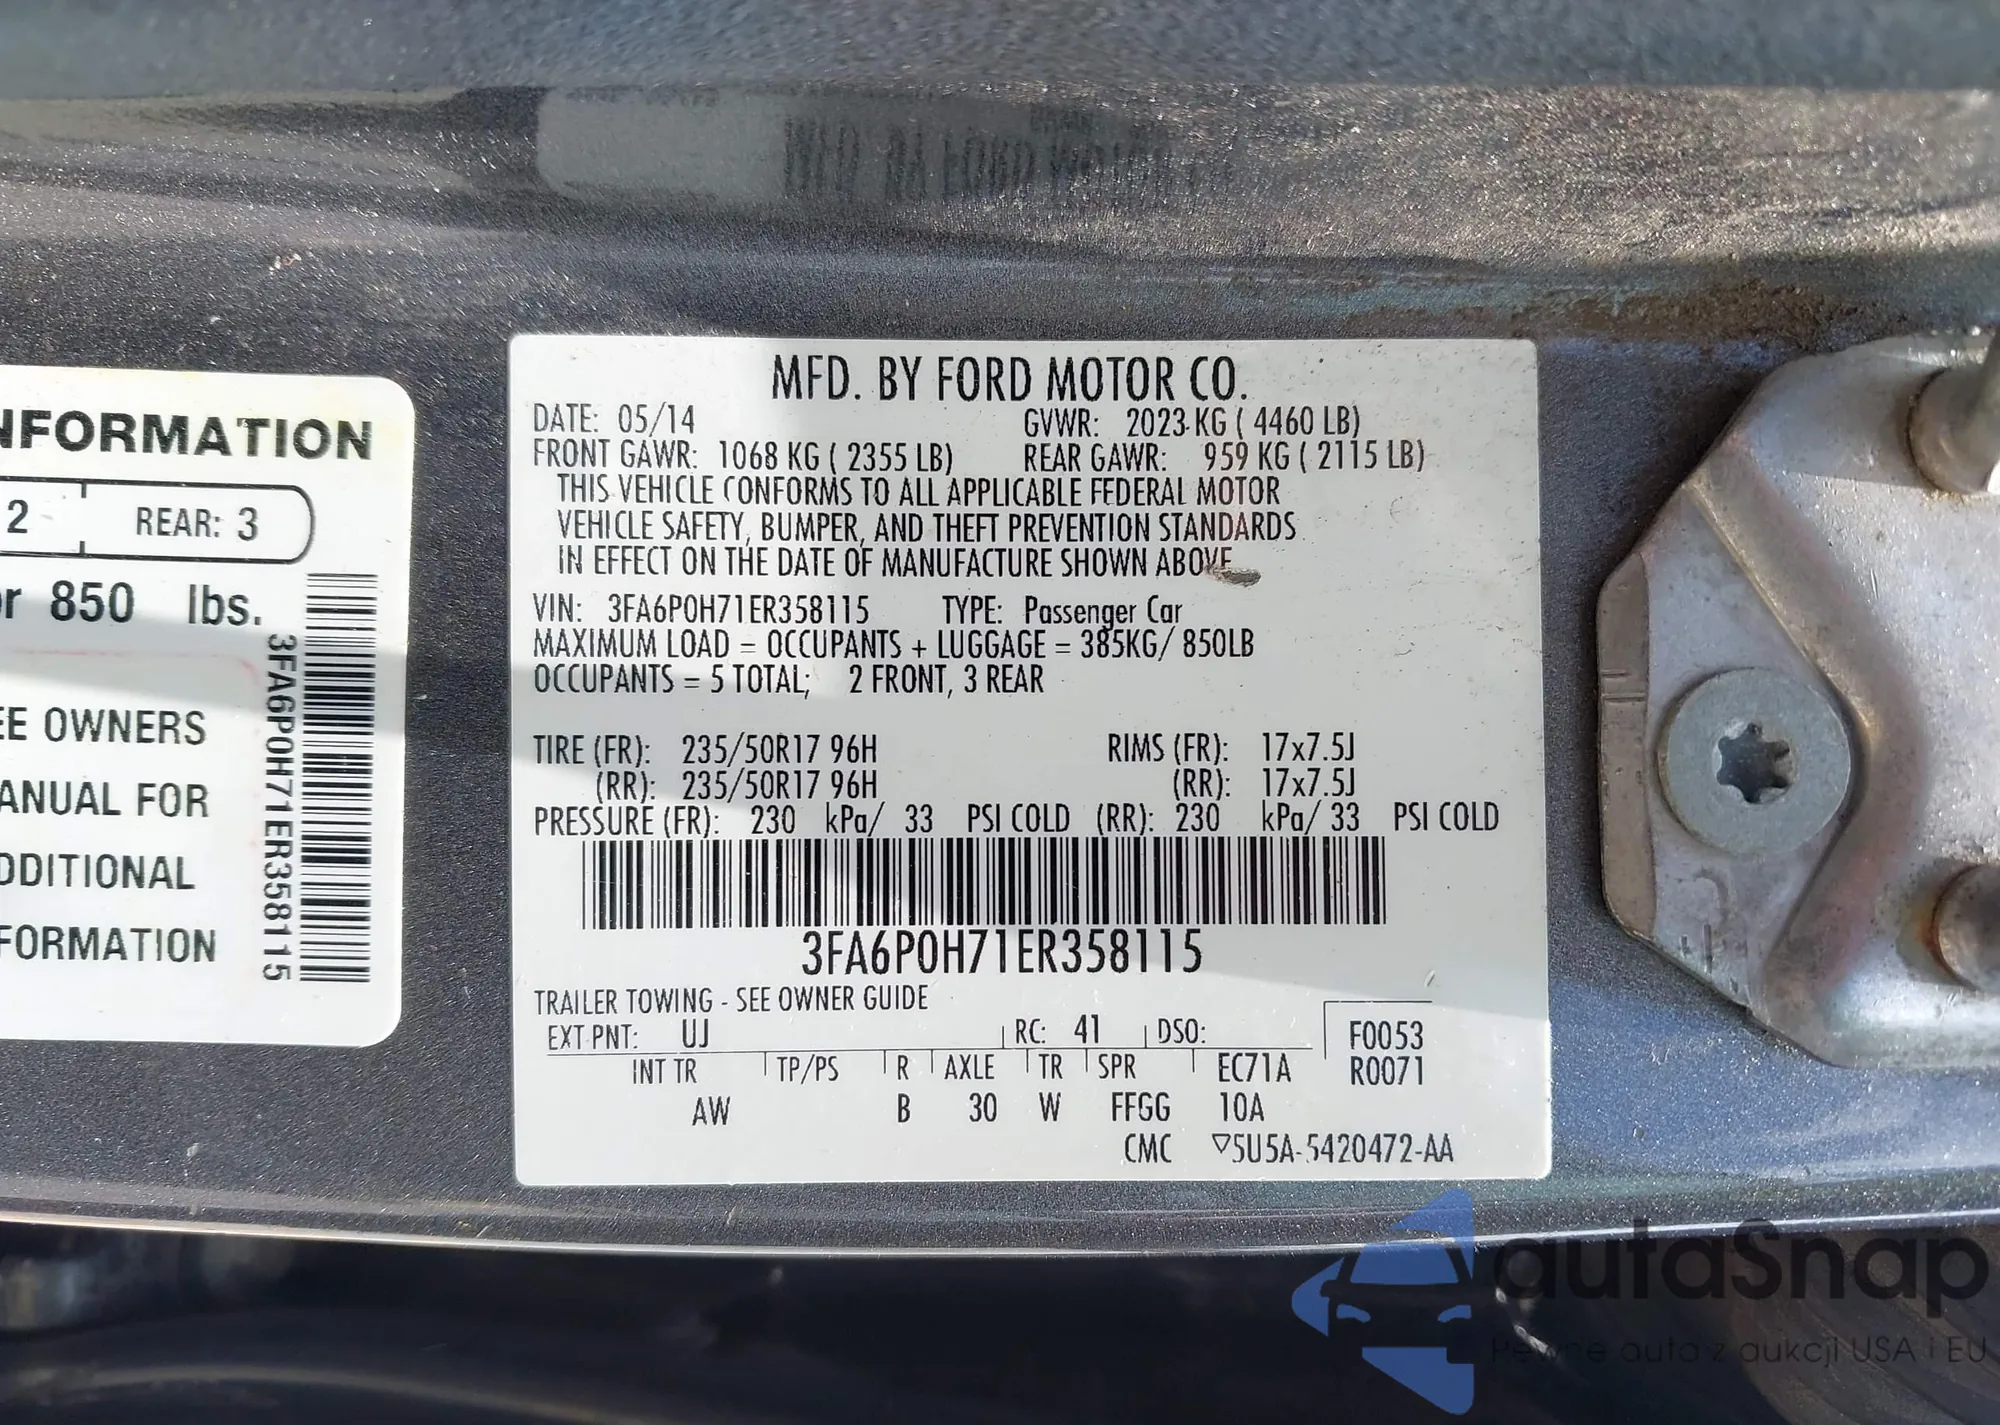 NFORMATION
2 REAR: 3
850 lbs.
3FA6P0H71ER358115
EE OWNERS
ANUAL FOR
DDITIONAL
FORMATION
MFD. BY FORD MOTOR CO.
DATE: 05/14 GVWR: 2023 KG ( 4460 LB)
FRONT GAWR: 1068 KG ( 2355 LB) REAR GAWR: 959 KG ( 2115 LB)
THIS VEHICLE CONFORMS TO ALL APPLICABLE FEDERAL MOTOR
VEHICLE SAFETY, BUMPER, AND THEFT PREVENTION STANDARDS
IN EFFECT ON THE DATE OF MANUFACTURE SHOWN ABOVE
VIN: 3FA6P0H71ER358115 TYPE: Passenger Car
MAXIMUM LOAD = OCCUPANTS + LUGGAGE = 385KG/ 850LB
OCCUPANTS = 5 TOTAL; 2 FRONT, 3 REAR
TIRE (FR): 235/50R17 96H RIMS (FR): 17x7.5J
(RR): 235/50R17 96H (RR): 17x7.5J
PRESSURE (FR): 230 kPa/ 33 PSI COLD (RR): 230 kPa/ 33 PSI COLD
3FA6P0H71ER358115
TRAILER TOWING - SEE OWNER GUIDE
EXT PNT: UJ RC: 41 DSO: F0053
INT TR TP/PS R AXLE TR SPR EC71A R0071
AW B 30 W FFGG 10A
CMC ▽5U5A-5420472-AA
autaSnap
Pewne auta z aukcji USA i EU